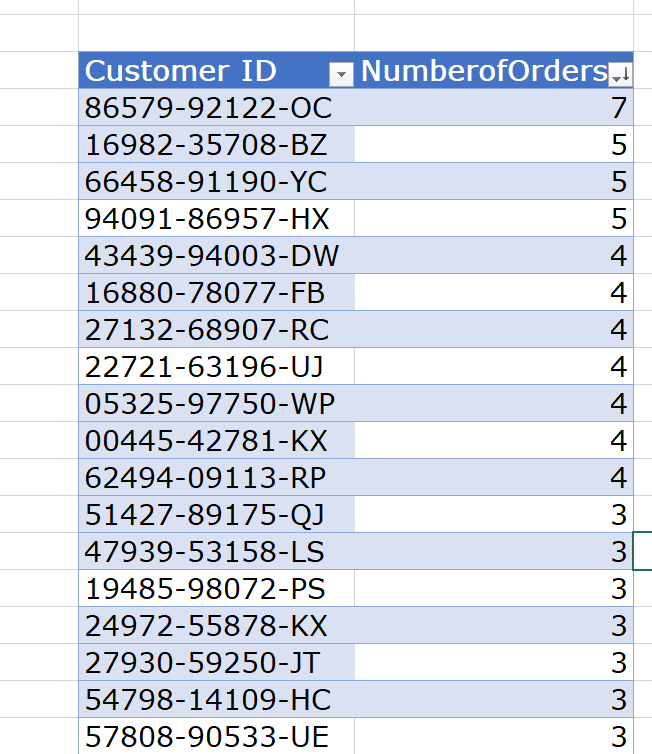 Customer ID NumberofOrders
86579-92122-OC 7
16982-35708-BZ 5
66458-91190-YC 5
94091-86957-HX 5
43439-94003-DW 4
16880-78077-FB 4
27132-68907-RC 4
22721-63196-UJ 4
05325-97750-WP 4
00445-42781-KX 4
62494-09113-RP 4
51427-89175-QJ 3
47939-53158-LS 3
19485-98072-PS 3
24972-55878-KX 3
27930-59250-JT 3
54798-14109-HC 3
57808-90533-UE 3